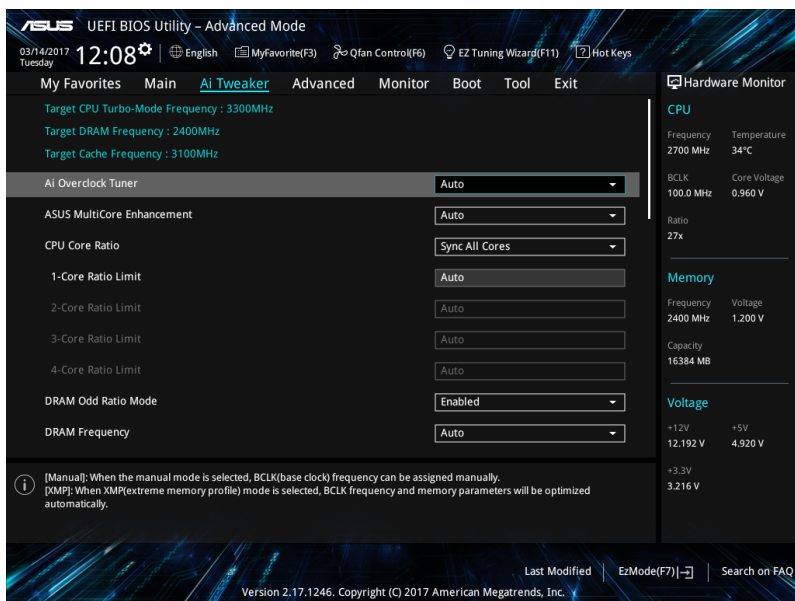 ASUS UEFI BIOS Utility – Advanced Mode
03/14/2017 Tuesday 12:08 English MyFavorite(F3) Qfan Control(F6) EZ Tuning Wizard(F11) ? Hot Keys
My Favorites Main Ai Tweaker Advanced Monitor Boot Tool Exit
Target CPU Turbo-Mode Frequency : 3300MHz
Target DRAM Frequency : 2400MHz
Target Cache Frequency : 3100MHz
Ai Overclock Tuner Auto
ASUS MultiCore Enhancement Auto
CPU Core Ratio Sync All Cores
1-Core Ratio Limit Auto
2-Core Ratio Limit Auto
3-Core Ratio Limit Auto
4-Core Ratio Limit Auto
DRAM Odd Ratio Mode Enabled
DRAM Frequency Auto
i [Manual]: When the manual mode is selected, BCLK(base clock) frequency can be assigned manually.
[XMP]: When XMP(extreme memory profile) mode is selected, BCLK frequency and memory parameters will be optimized
automatically.
Hardware Monitor
CPU
Frequency Temperature
2700 MHz 34°C
BCLK Core Voltage
100.0 MHz 0.960 V
Ratio
27x
Memory
Frequency Voltage
2400 MHz 1.200 V
Capacity
16384 MB
Voltage
+12V +5V
12.192 V 4.920 V
+3.3V
3.216 V
Last Modified EzMode(F7) Search on FAQ
Version 2.17.1246. Copyright (C) 2017 American Megatrends, Inc.